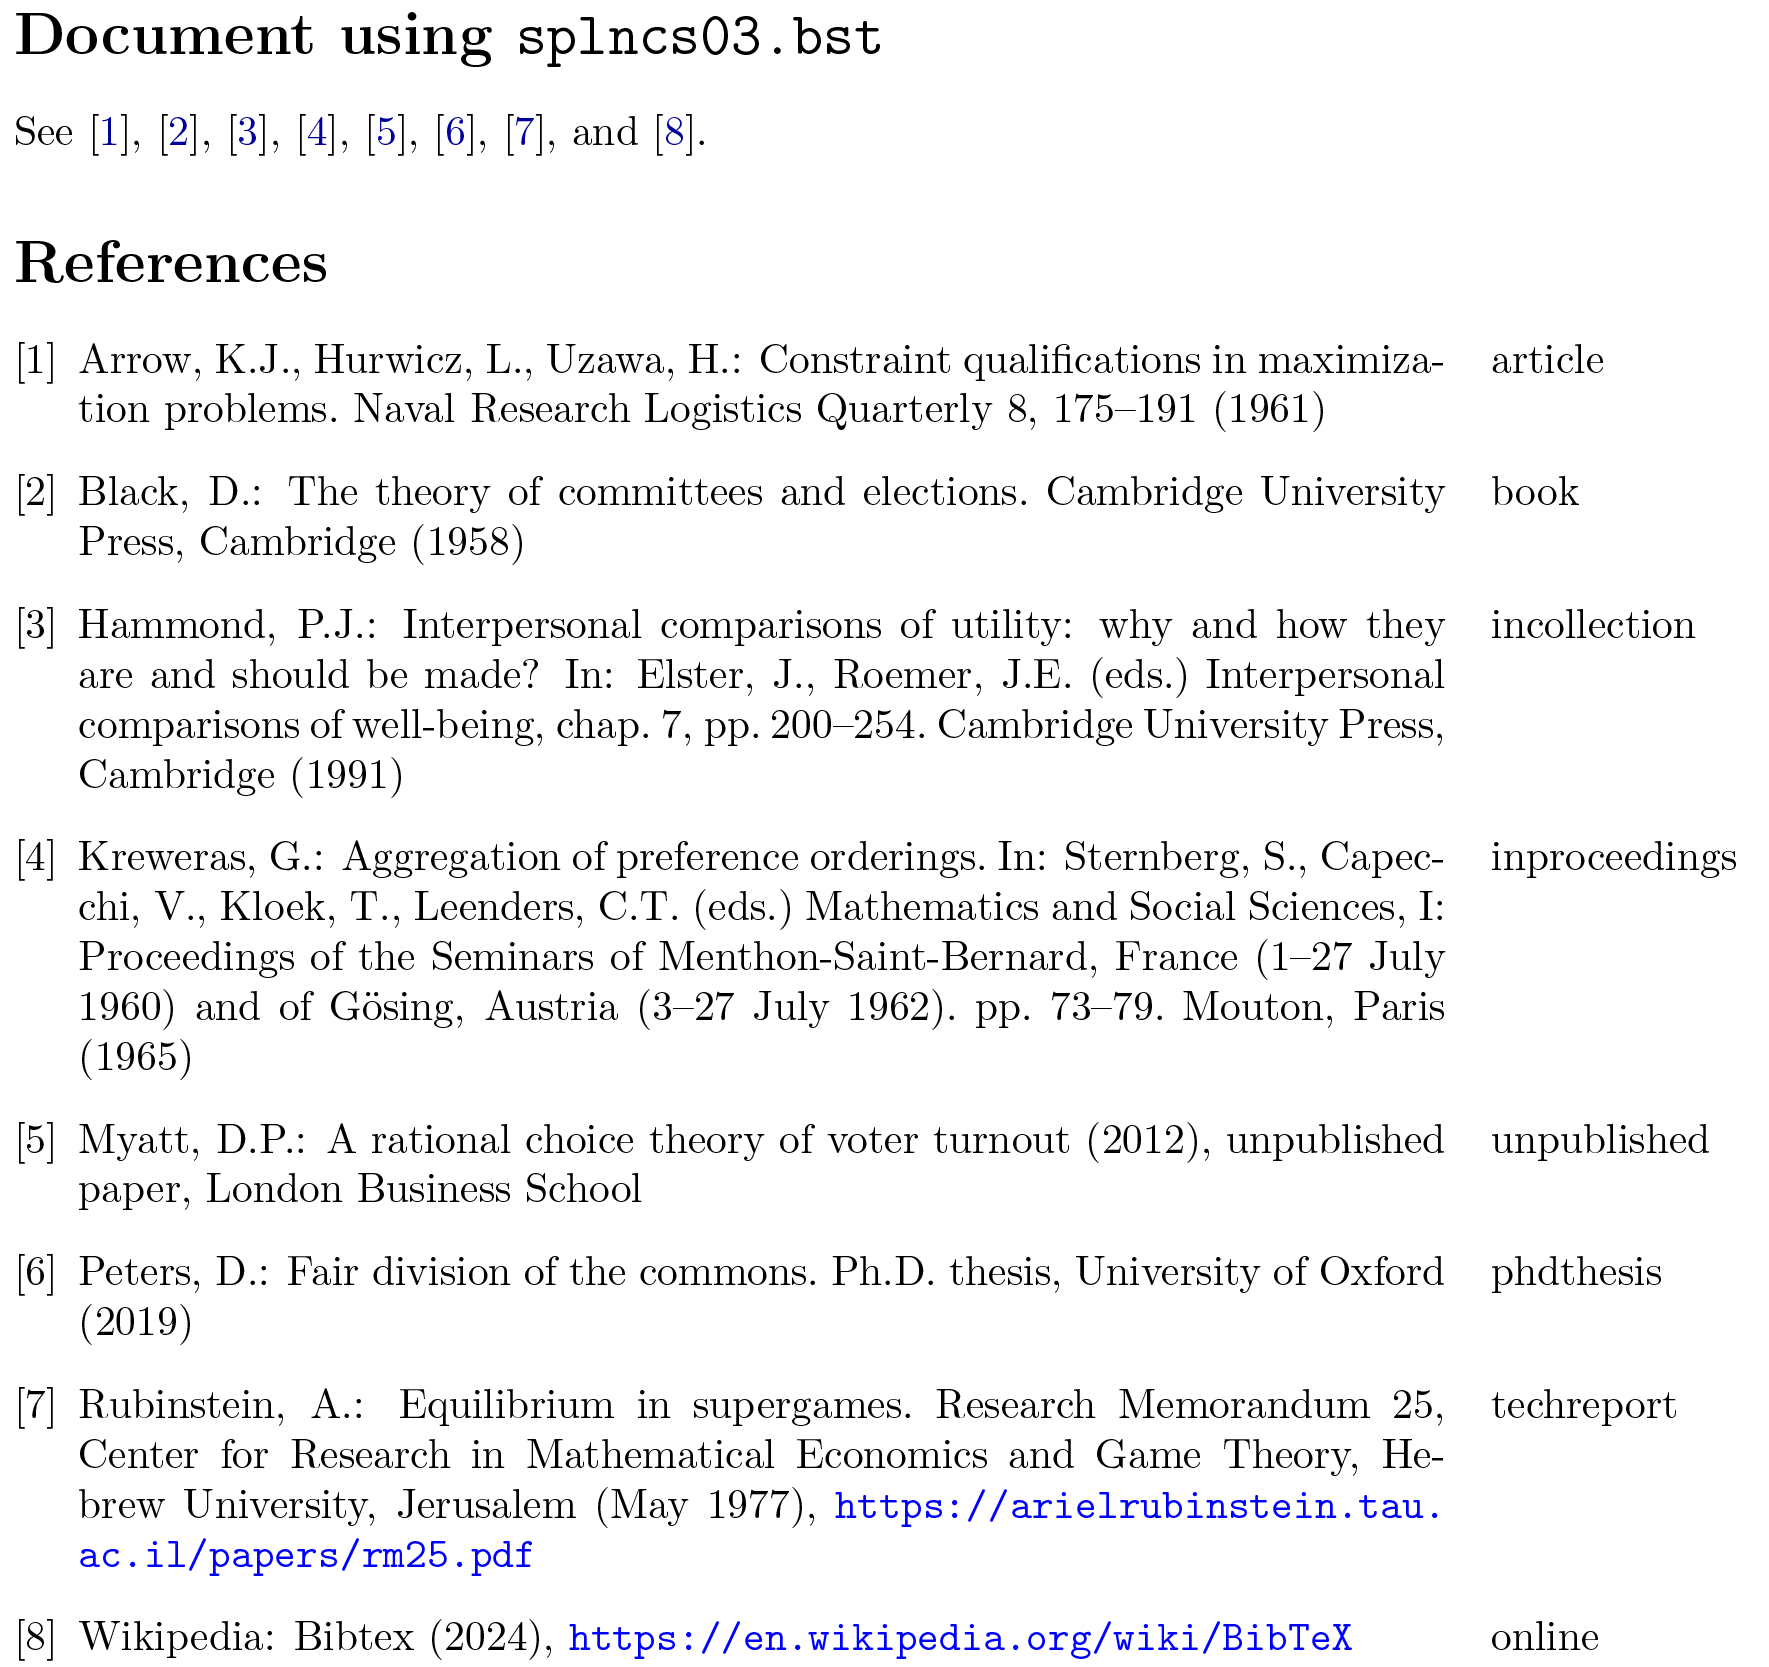 Document using splncs03.bst
See [1], [2], [3], [4], [5], [6], [7], and [8].
References
[1] Arrow, K.J., Hurwicz, L., Uzawa, H.: Constraint qualifications in maximiza- article
tion problems. Naval Research Logistics Quarterly 8, 175–191 (1961)
[2] Black, D.: The theory of committees and elections. Cambridge University book
Press, Cambridge (1958)
[3] Hammond, P.J.: Interpersonal comparisons of utility: why and how they incollection
are and should be made? In: Elster, J., Roemer, J.E. (eds.) Interpersonal
comparisons of well-being, chap. 7, pp. 200–254. Cambridge University Press,
Cambridge (1991)
[4] Kreweras, G.: Aggregation of preference orderings. In: Sternberg, S., Capec- inproceedings
chi, V., Kloek, T., Leenders, C.T. (eds.) Mathematics and Social Sciences, I:
Proceedings of the Seminars of Menthon-Saint-Bernard, France (1–27 July
1960) and of Gösing, Austria (3–27 July 1962). pp. 73–79. Mouton, Paris
(1965)
[5] Myatt, D.P.: A rational choice theory of voter turnout (2012), unpublished unpublished
paper, London Business School
[6] Peters, D.: Fair division of the commons. Ph.D. thesis, University of Oxford phdthesis
(2019)
[7] Rubinstein, A.: Equilibrium in supergames. Research Memorandum 25, techreport
Center for Research in Mathematical Economics and Game Theory, He-
brew University, Jerusalem (May 1977), https://arielrubinstein.tau.
ac.il/papers/rm25.pdf
[8] Wikipedia: Bibtex (2024), https://en.wikipedia.org/wiki/BibTeX online